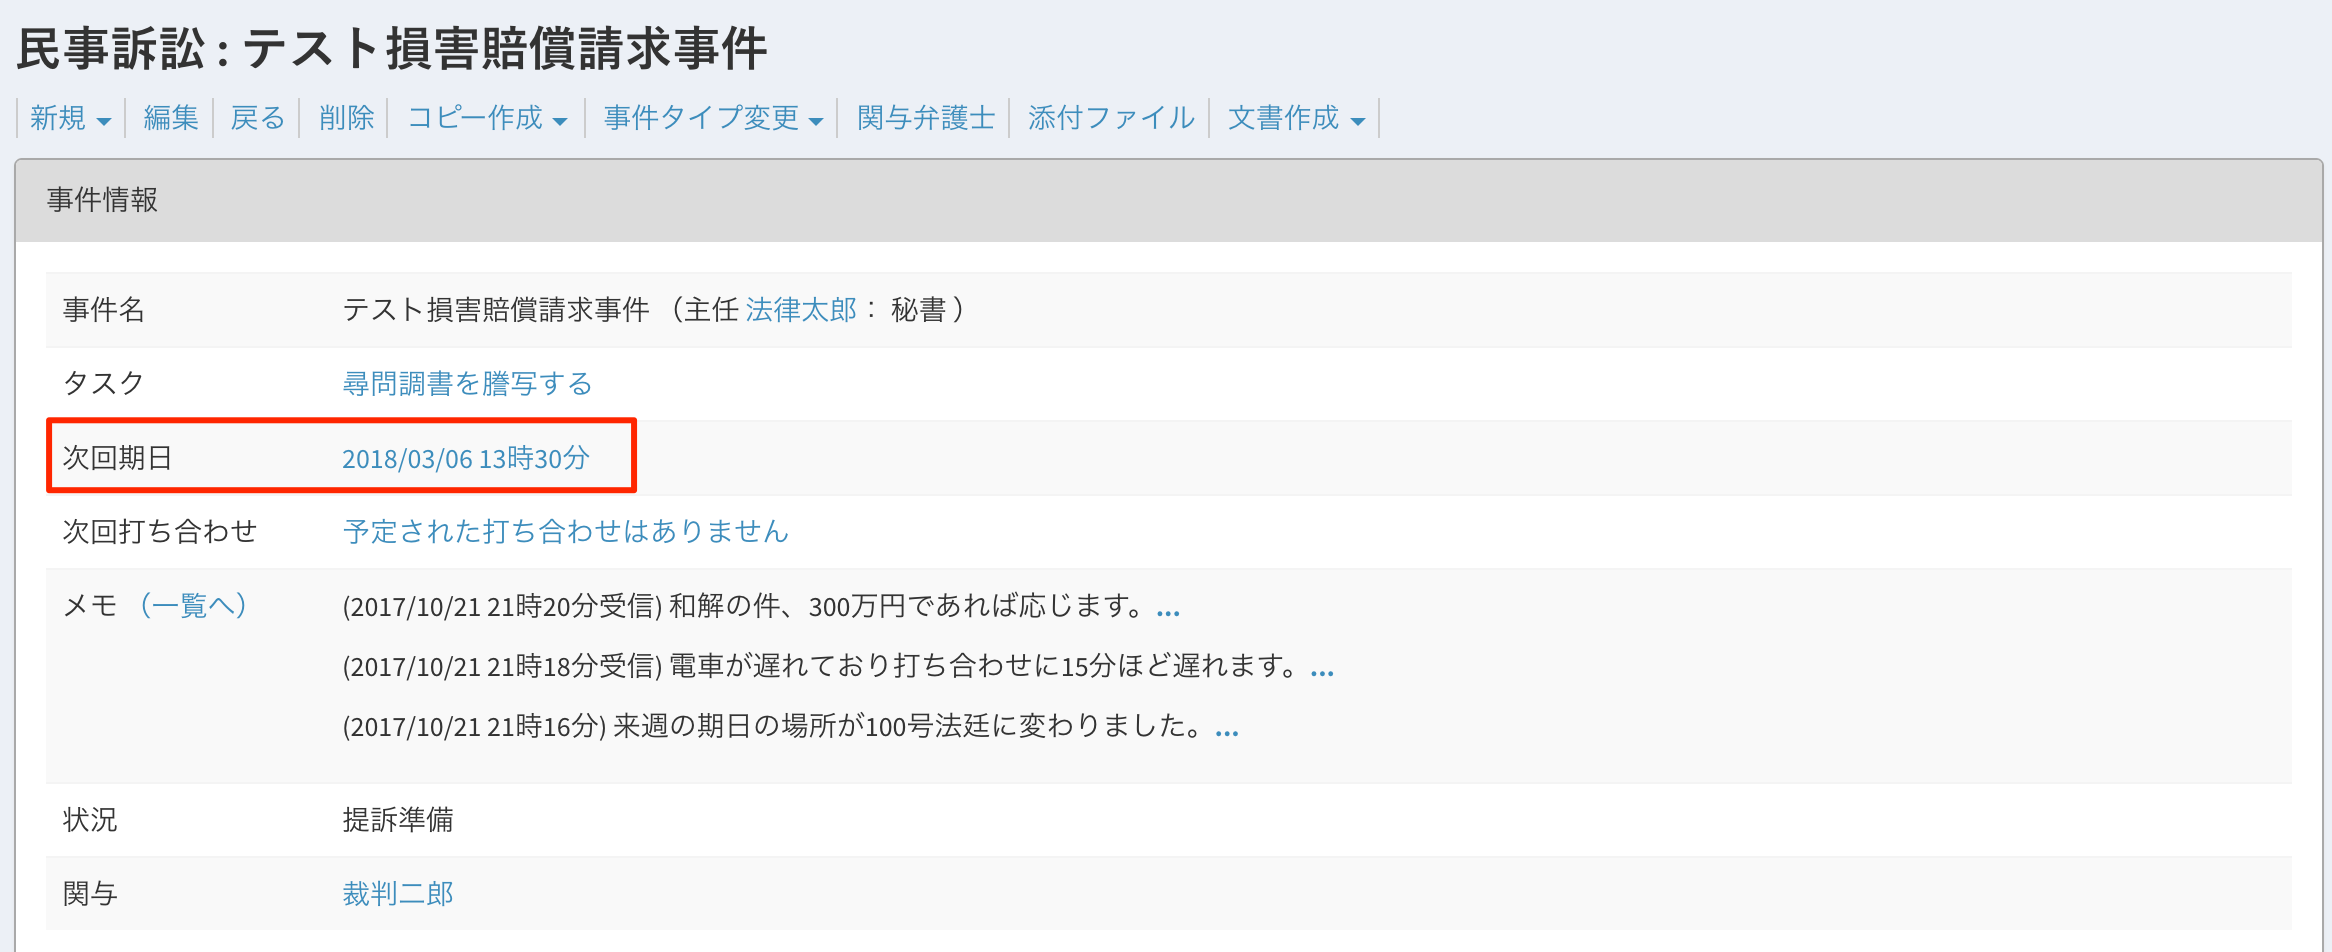 民事訴訟 : テスト損害賠償請求事件
新規 編集 戻る 削除 コピー作成 事件タイプ変更 関与弁護士 添付ファイル 文書作成
事件情報
事件名 テスト損害賠償請求事件 （主任 法律太郎： 秘書 ）
タスク 尋問調書を謄写する
次回期日 2018/03/06 13時30分
次回打ち合わせ 予定された打ち合わせはありません
メモ （一覧へ） (2017/10/21 21時20分受信) 和解の件、300万円であれば応じます。...
(2017/10/21 21時18分受信) 電車が遅れており打ち合わせに15分ほど遅れます。...
(2017/10/21 21時16分) 来週の期日の場所が100号法廷に変わりました。...
状況 提訴準備
関与 裁判二郎